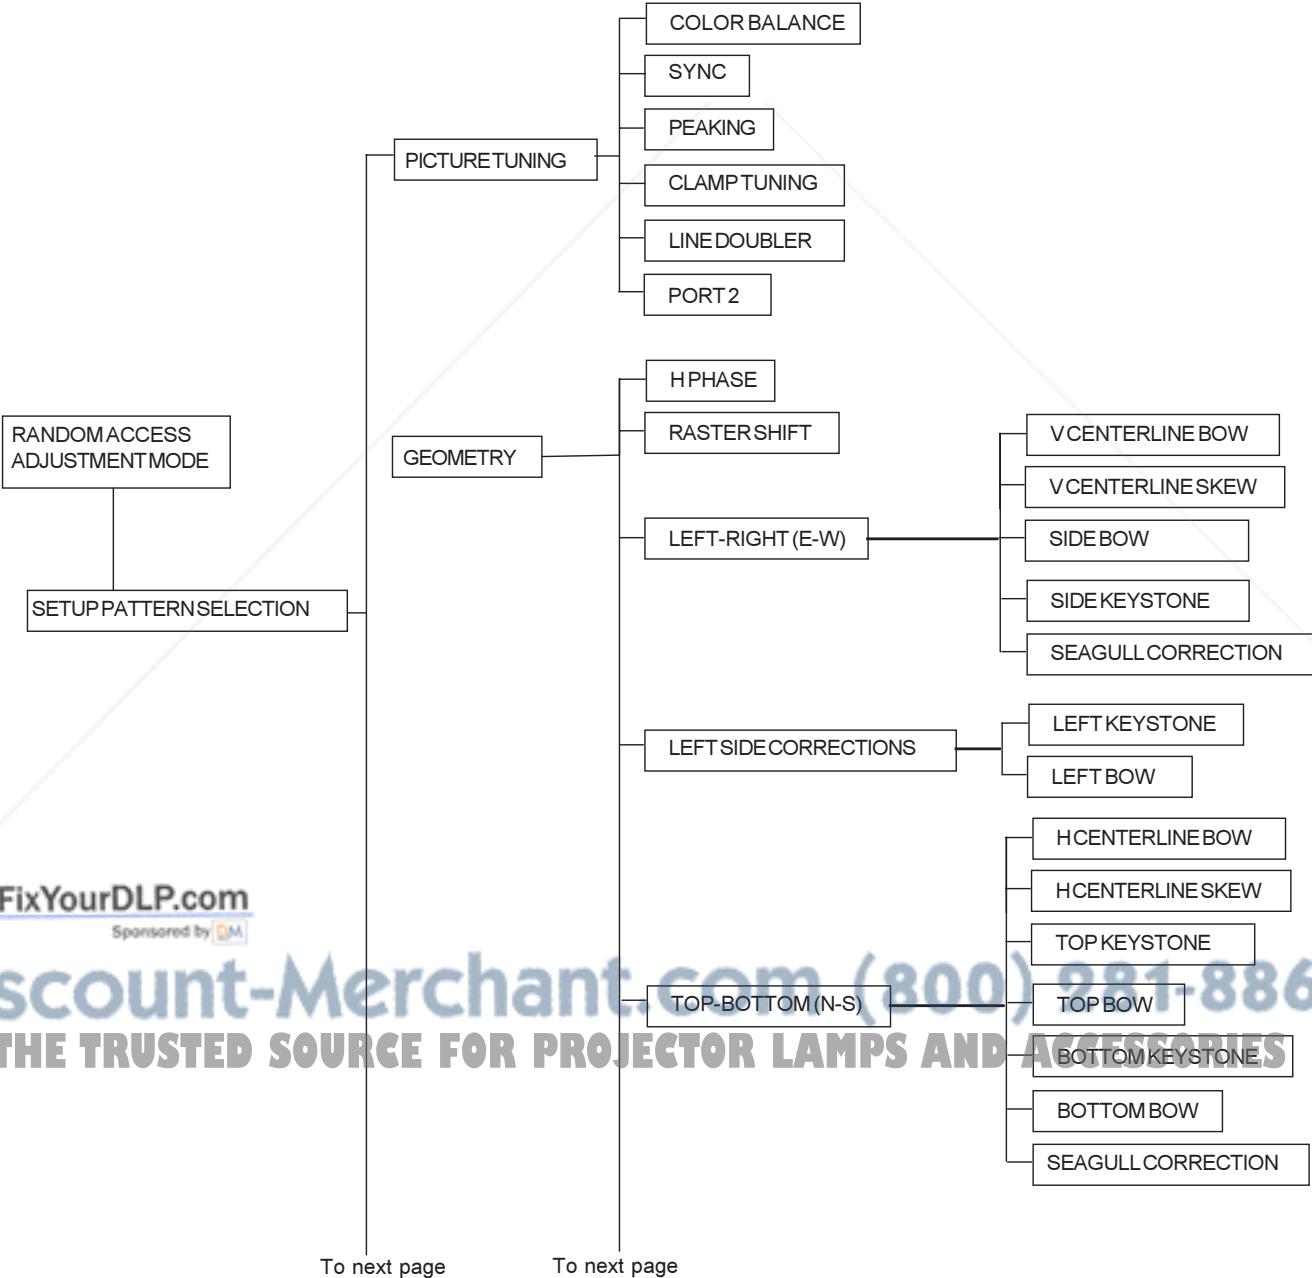 COLOR BALANCE
SYNC
PEAKING
PICTURE TUNING
CLAMP TUNING
LINE DOUBLER
PORT 2
H PHASE
RASTER SHIFT
RANDOM ACCESS
ADJUSTMENT MODE
GEOMETRY
V CENTERLINE BOW
V CENTERLINE SKEW
LEFT-RIGHT (E-W)
SIDE BOW
SIDE KEYSTONE
SETUP PATTERN SELECTION
SEAGULL CORRECTION
LEFT KEYSTONE
LEFT SIDE CORRECTIONS
LEFT BOW
H CENTERLINE BOW
H CENTERLINE SKEW
FixYourDLP.com
Sponsored by DM
TOP KEYSTONE
scount-Merchant.com (800) 281-886
TOP-BOTTOM (N-S)
TOP BOW
THE TRUSTED SOURCE FOR PROJECTOR LAMPS AND ACCESSORIES
BOTTOM KEYSTONE
BOTTOM BOW
SEAGULL CORRECTION
To next page
To next page